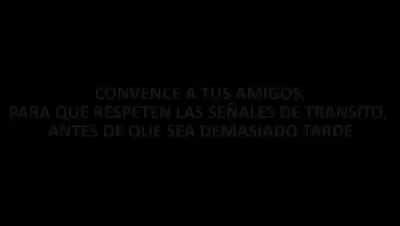 CONVENCE A TUS AMIGOS,
PARA QUE RESPETEN LAS SEÑALES DE TRANSITO,
ANTES DE QUE SEA DEMASIADO TARDE